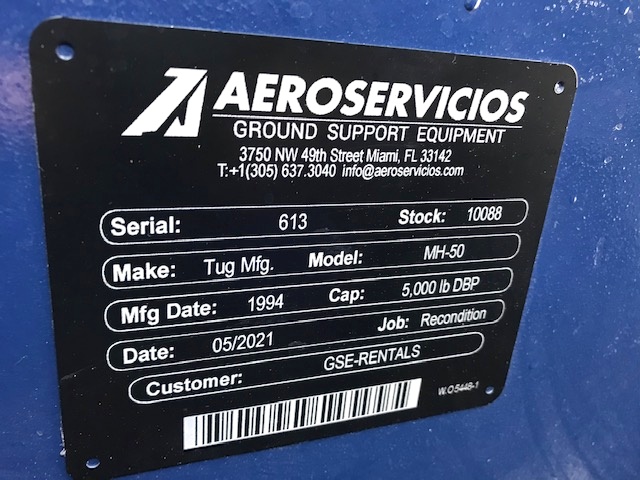 AEROSERVICIOS
GROUND SUPPORT EQUIPMENT
3750 NW 49th Street Miami, FL 33142
T:+1(305) 637.3040 info@aeroservicios.com
Serial: 613 Stock: 10088
Make: Tug Mfg. Model: MH-50
Mfg Date: 1994 Cap: 5,000 lb DBP
Date: 05/2021 Job: Recondition
Customer: GSE-RENTALS
W.O 5448-1